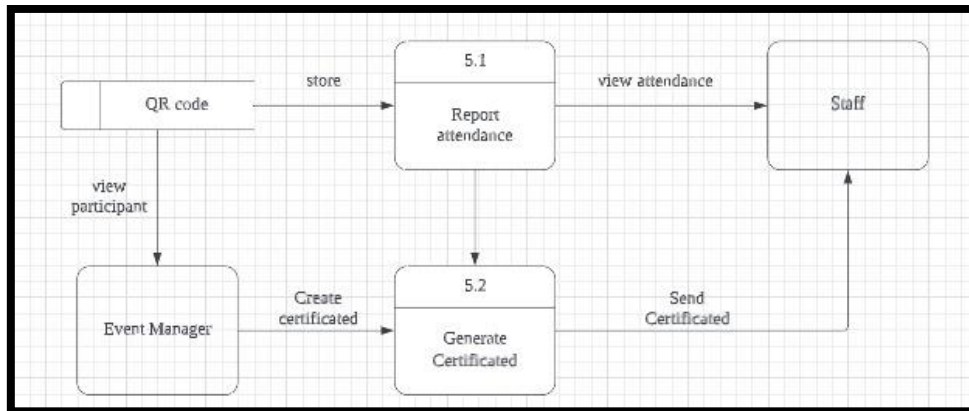 5.1
QR code
store
Report
attendance
view attendance
Staff
view
participant
5.2
Event Manager
Create
certificated
Generate
Certificated
Send
Certificated